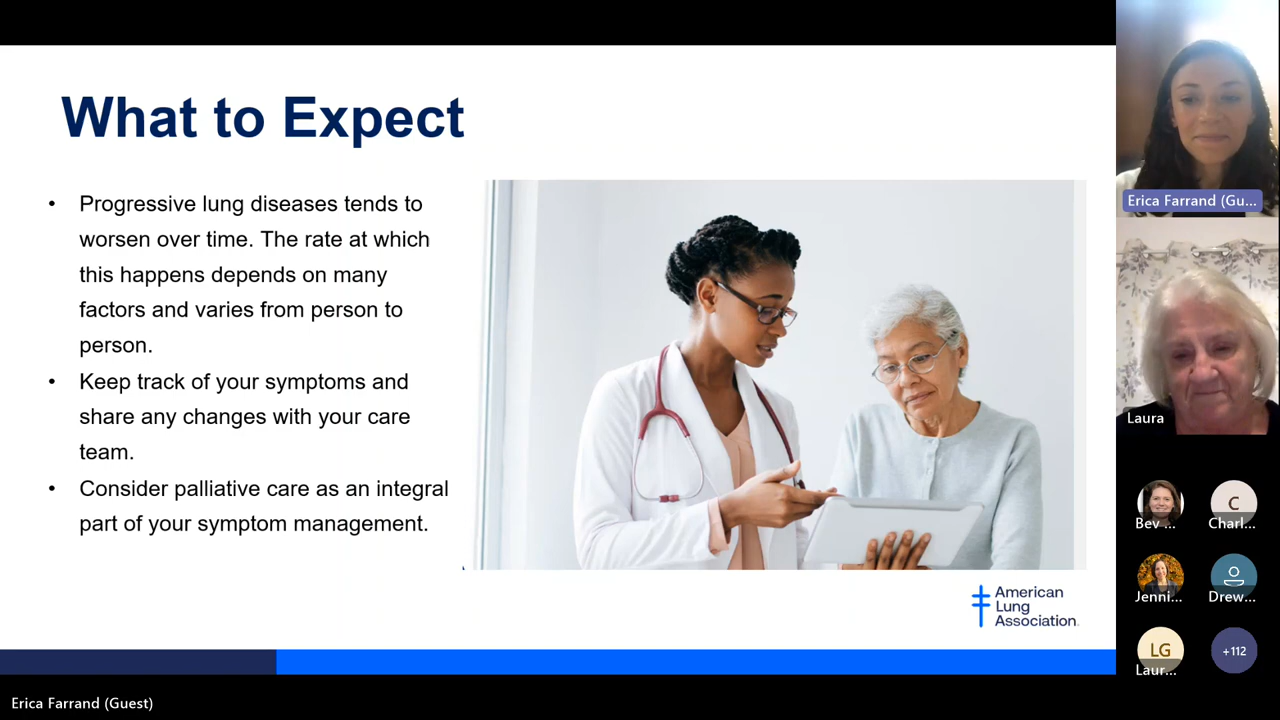 What to Expect
• Progressive lung diseases tends to
worsen over time. The rate at which
this happens depends on many
factors and varies from person to
person.
• Keep track of your symptoms and
share any changes with your care
team.
• Consider palliative care as an integral
part of your symptom management.
American
Lung
Association.
Erica Farrand (Gu...
Laura
C
Bev ...
Charl...
Jenni...
Drew...
LG
Laur...
+112
Erica Farrand (Guest)